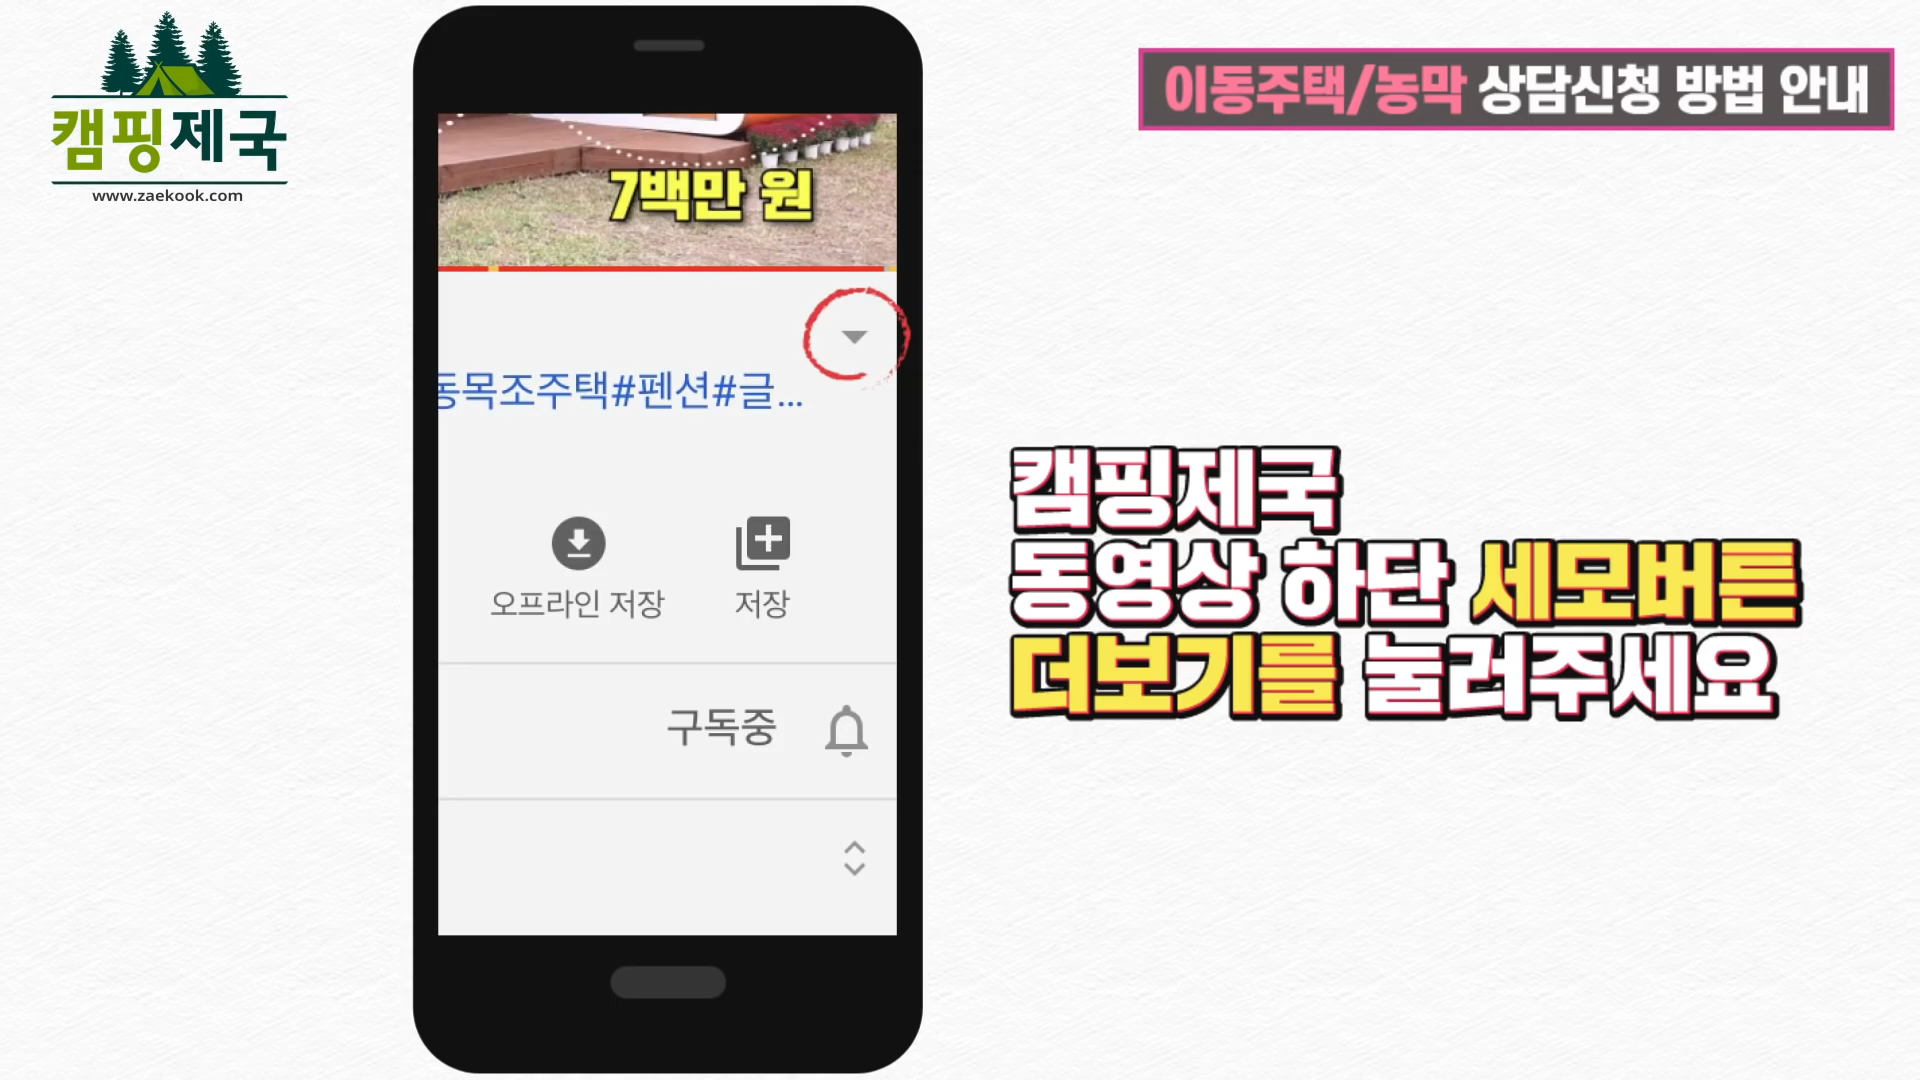 캠핑제국
www.zaekook.com
이동주택/농막 상담신청 방법 안내
7백만 원
동목조주택#펜션#글...
오프라인 저장
저장
구독중
캠핑제국
동영상 하단 세모버튼
더보기를 눌러주세요